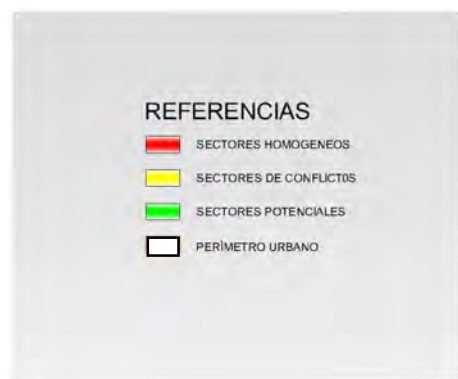 REFERENCIAS
SECTORES HOMOGENEOS
SECTORES DE CONFLICT0S
SECTORES POTENCIALES
PERÌMETRO URBANO